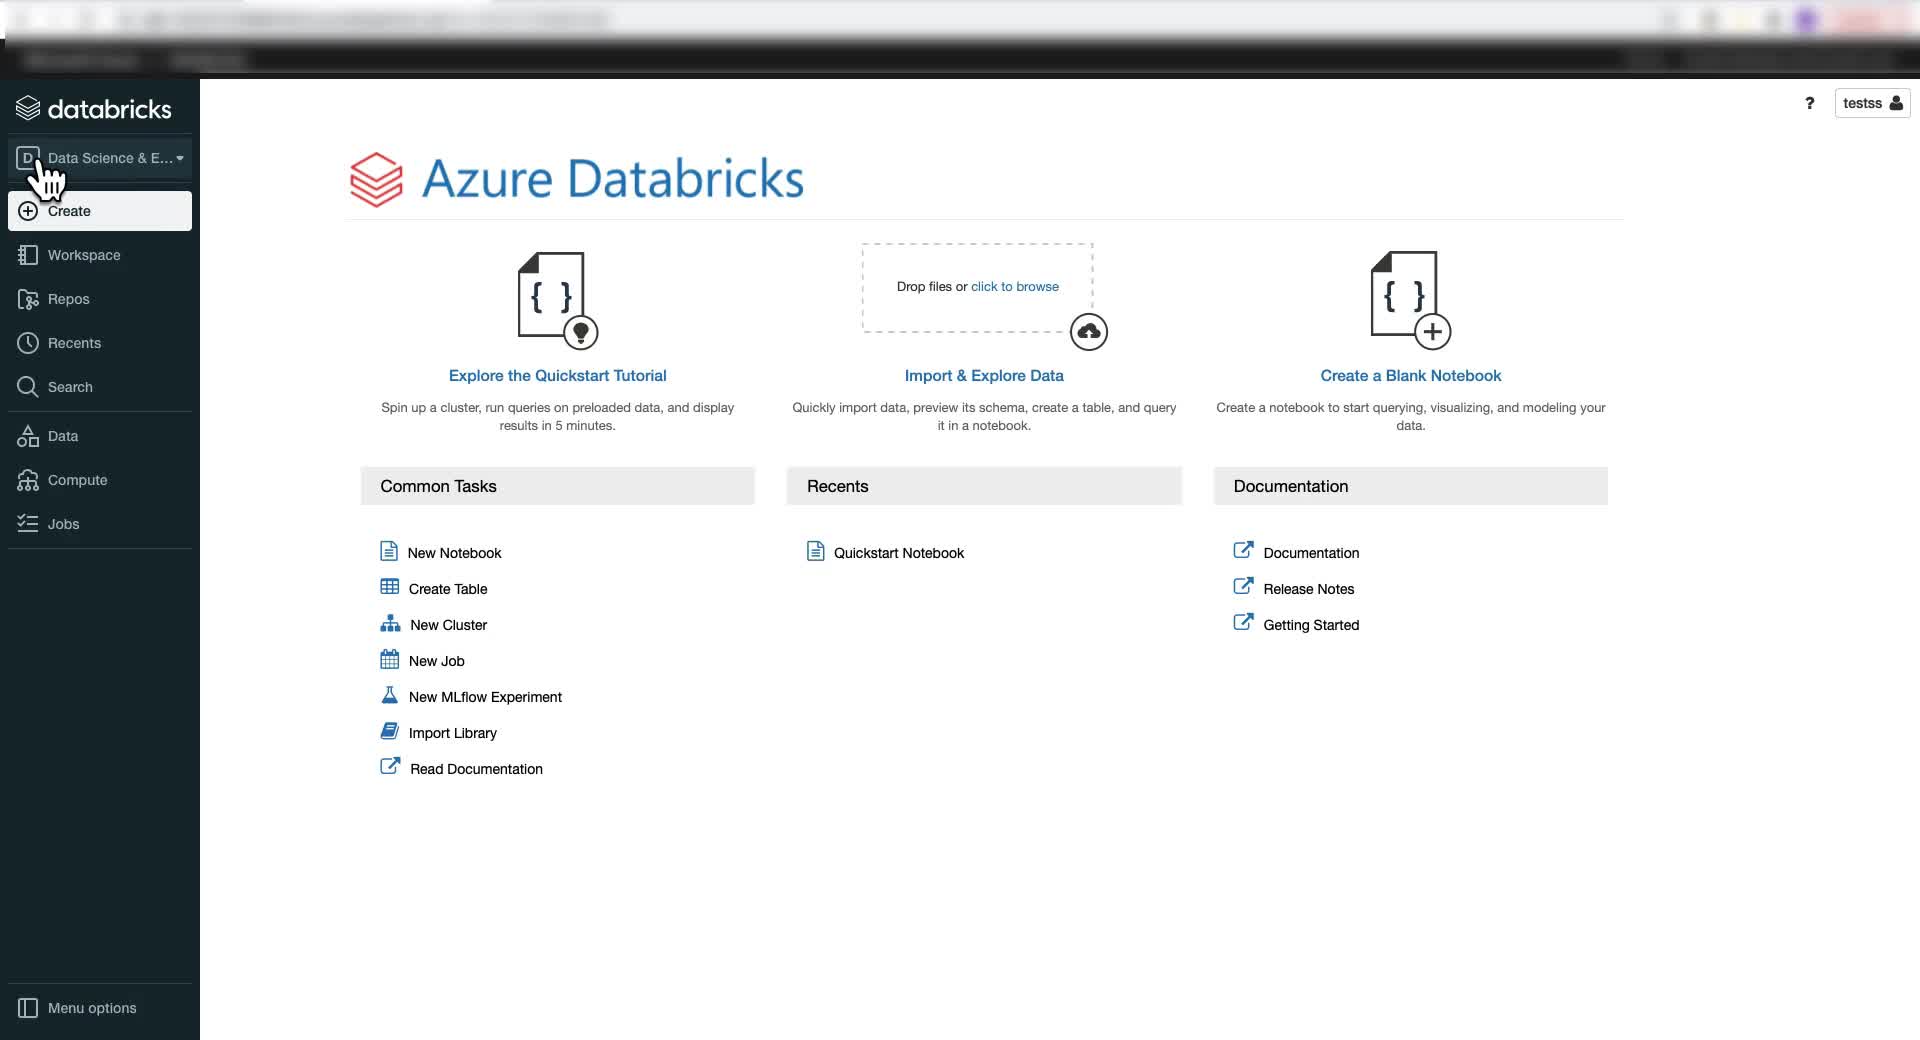 databricks
D Data Science & E...
Create
Workspace
Repos
Recents
Search
Data
Compute
Jobs
Menu options
? testss
Azure Databricks
{ }
Explore the Quickstart Tutorial
Spin up a cluster, run queries on preloaded data, and display
results in 5 minutes.
Drop files or click to browse
Import & Explore Data
Quickly import data, preview its schema, create a table, and query
it in a notebook.
{ }
Create a Blank Notebook
Create a notebook to start querying, visualizing, and modeling your
data.
Common Tasks
New Notebook
Create Table
New Cluster
New Job
New MLflow Experiment
Import Library
Read Documentation
Recents
Quickstart Notebook
Documentation
Documentation
Release Notes
Getting Started